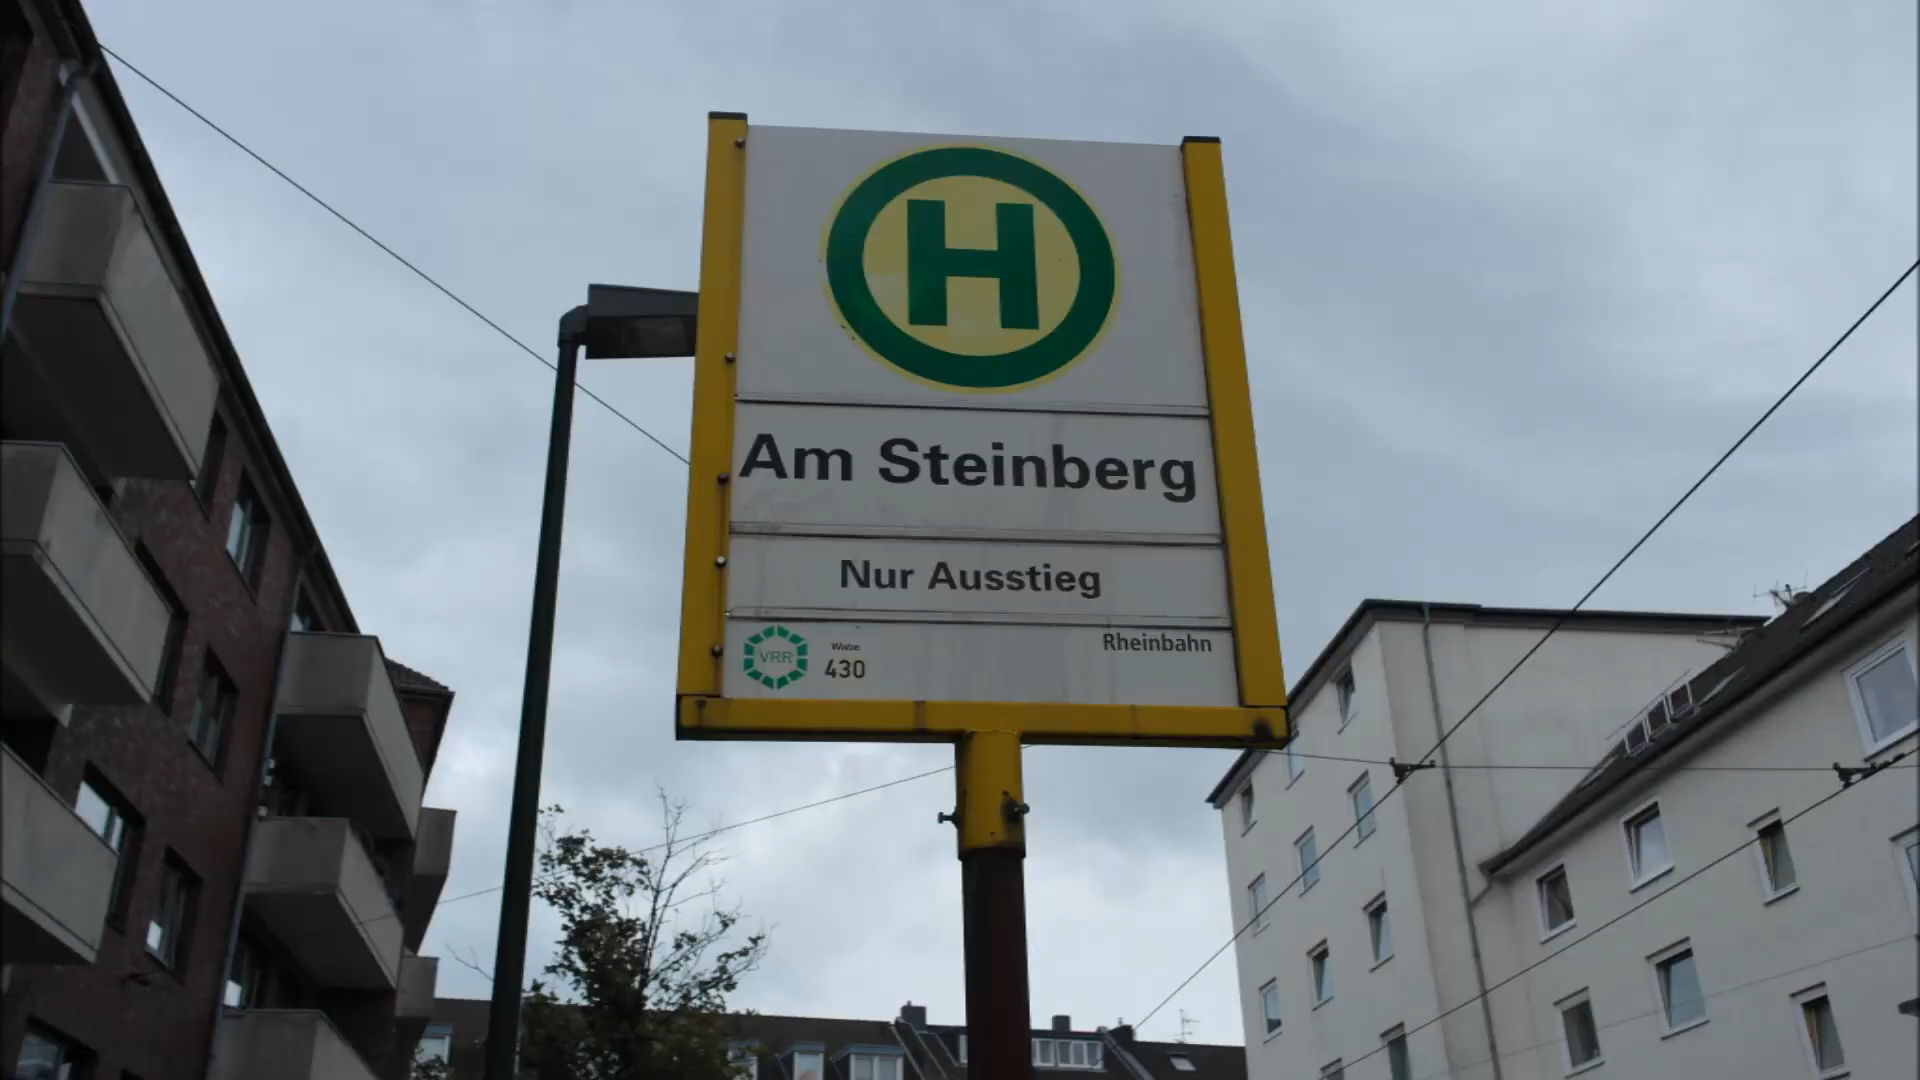 H
Am Steinberg
Nur Ausstieg
VRR
Wabe
430
Rheinbahn